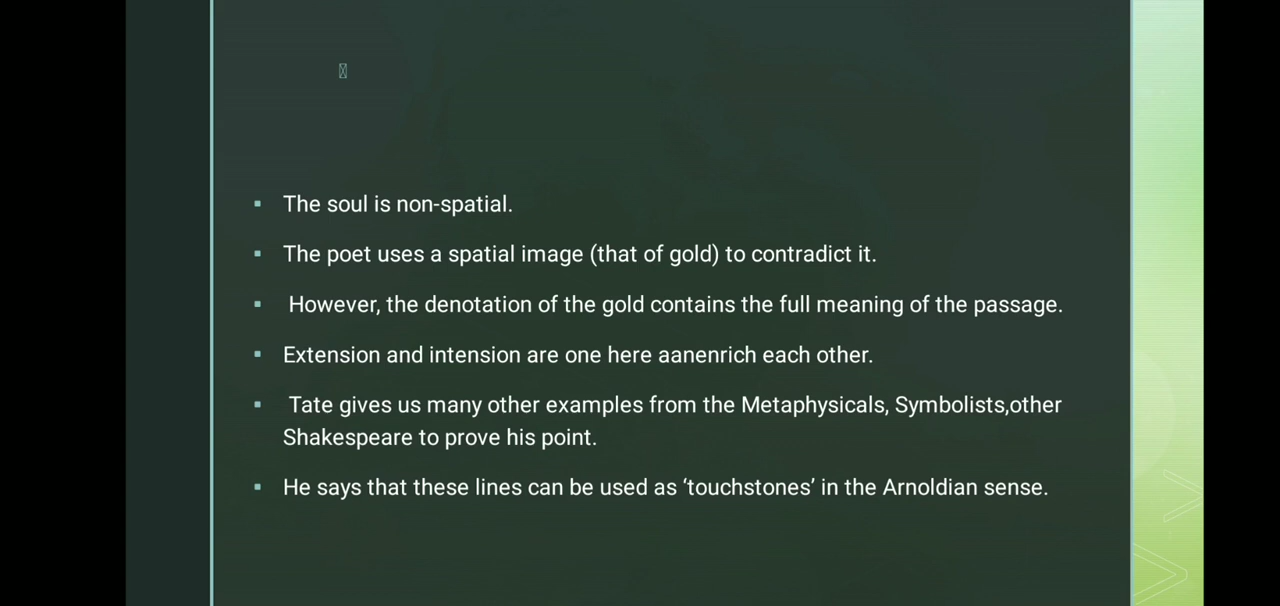 The soul is non-spatial.
The poet uses a spatial image (that of gold) to contradict it.
However, the denotation of the gold contains the full meaning of the passage.
Extension and intension are one here aanenrich each other.
Tate gives us many other examples from the Metaphysicals, Symbolists,other
Shakespeare to prove his point.
He says that these lines can be used as ‘touchstones’ in the Arnoldian sense.